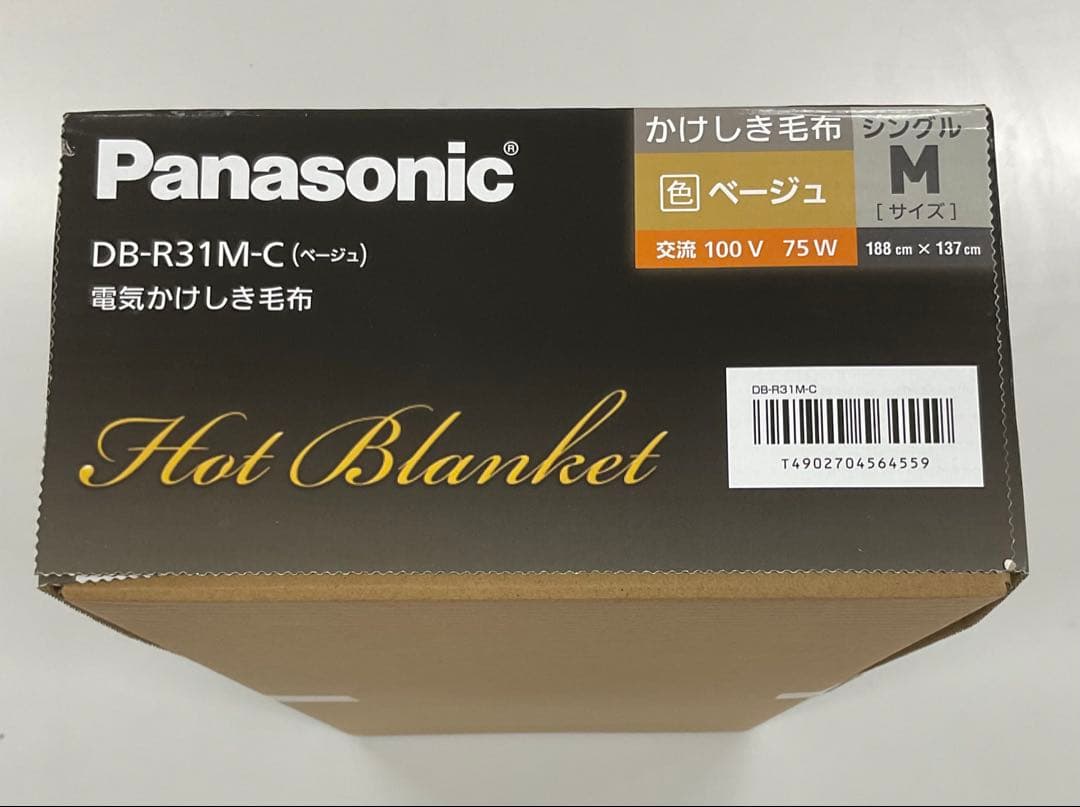 Panasonic®
DB-R31M-C (ベージュ)
電気かけしき毛布
Hot Blanket
かけしき毛布
色 ベージュ
交流 100 V 75 W
シングル
M
[サイズ]
188 cm × 137 cm
DB-R31M-C
T4902704564559